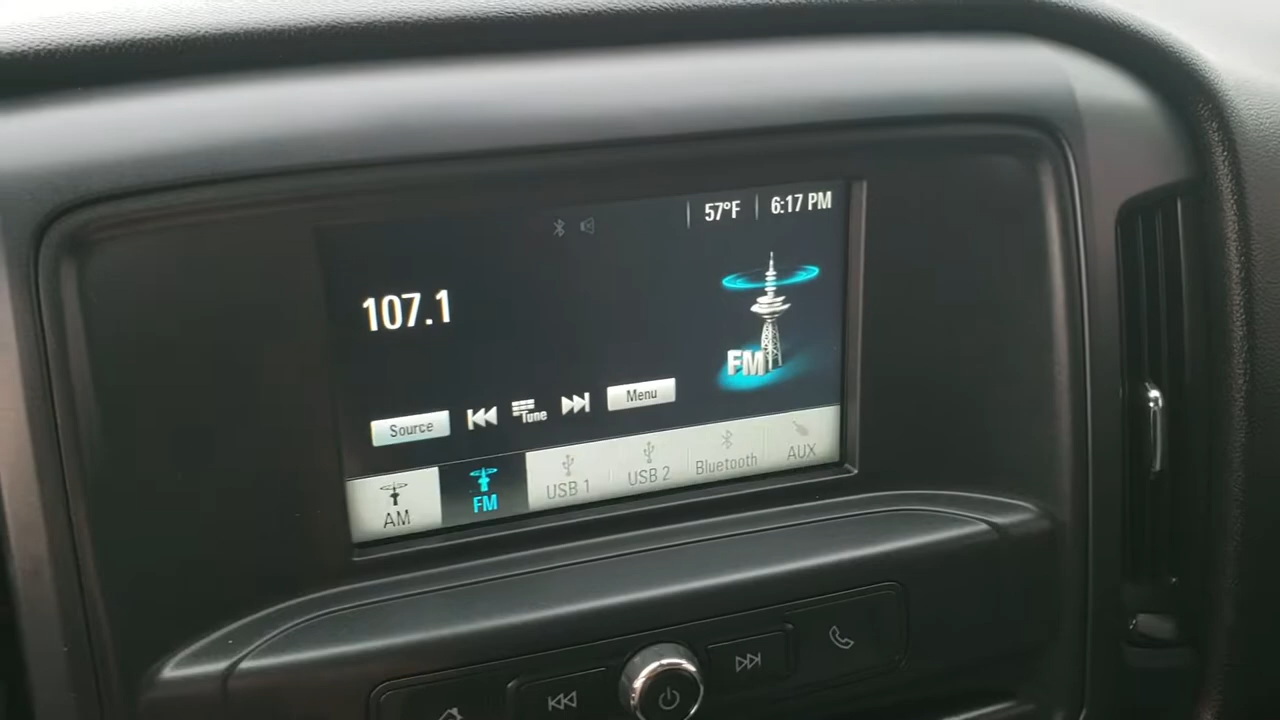 57°F 6:17 PM
107.1
FM
Source Tune Menu
AM FM USB 1 USB 2 Bluetooth AUX